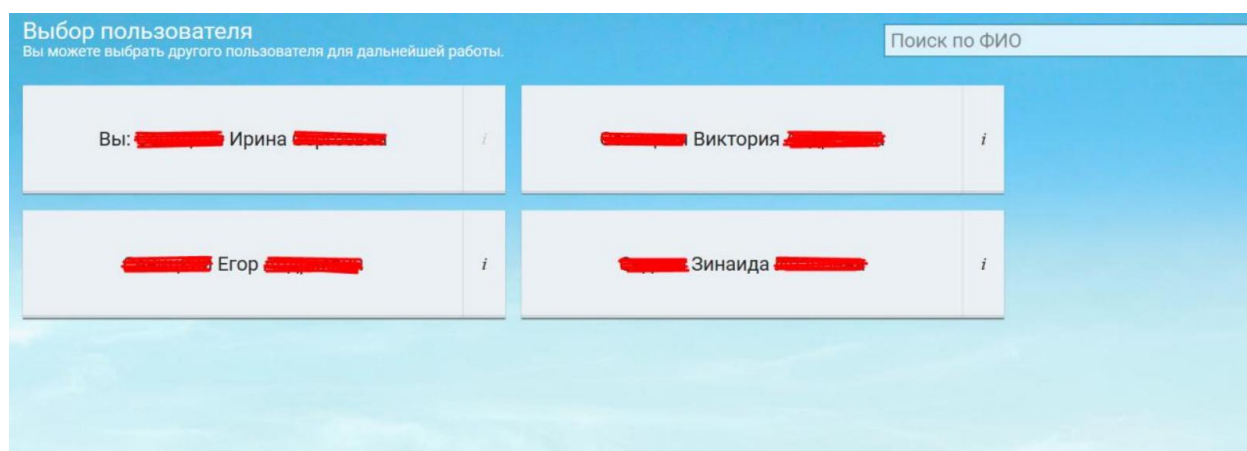 Выбор пользователя
Вы можете выбрать другого пользователя для дальнейшей работы.
Поиск по ФИО
Вы: Ирина i
Виктория i
Егор i
Зинаида i